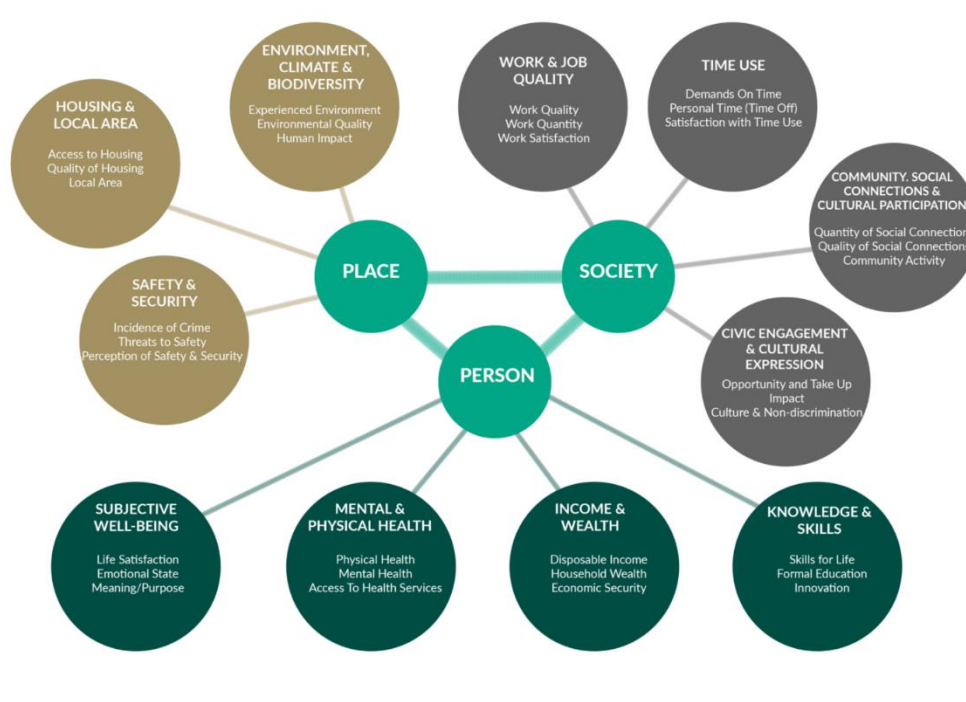 ENVIRONMENT,
CLIMATE &
BIODIVERSITY
Experienced Environment
Environmental Quality
Human Impact
WORK & JOB
QUALITY
Work Quality
Work Quantity
Work Satisfaction
TIME USE
Demands On Time
Personal Time (Time Off)
Satisfaction with Time Use
HOUSING &
LOCAL AREA
Access to Housing
Quality of Housing
Local Area
COMMUNITY. SOCIAL
CONNECTIONS &
CULTURAL PARTICIPATION
Quantity of Social Connection
Quality of Social Connections
Community Activity
PLACE
SOCIETY
SAFETY &
SECURITY
Incidence of Crime
Threats to Safety
Perception of Safety & Security
CIVIC ENGAGEMENT
& CULTURAL
EXPRESSION
Opportunity and Take Up
Impact
Culture & Non-discrimination
PERSON
SUBJECTIVE
WELL-BEING
Life Satisfaction
Emotional State
Meaning/Purpose
MENTAL &
PHYSICAL HEALTH
Physical Health
Mental Health
Access To Health Services
INCOME &
WEALTH
Disposable Income
Household Wealth
Economic Security
KNOWLEDGE &
SKILLS
Skills for Life
Formal Education
Innovation